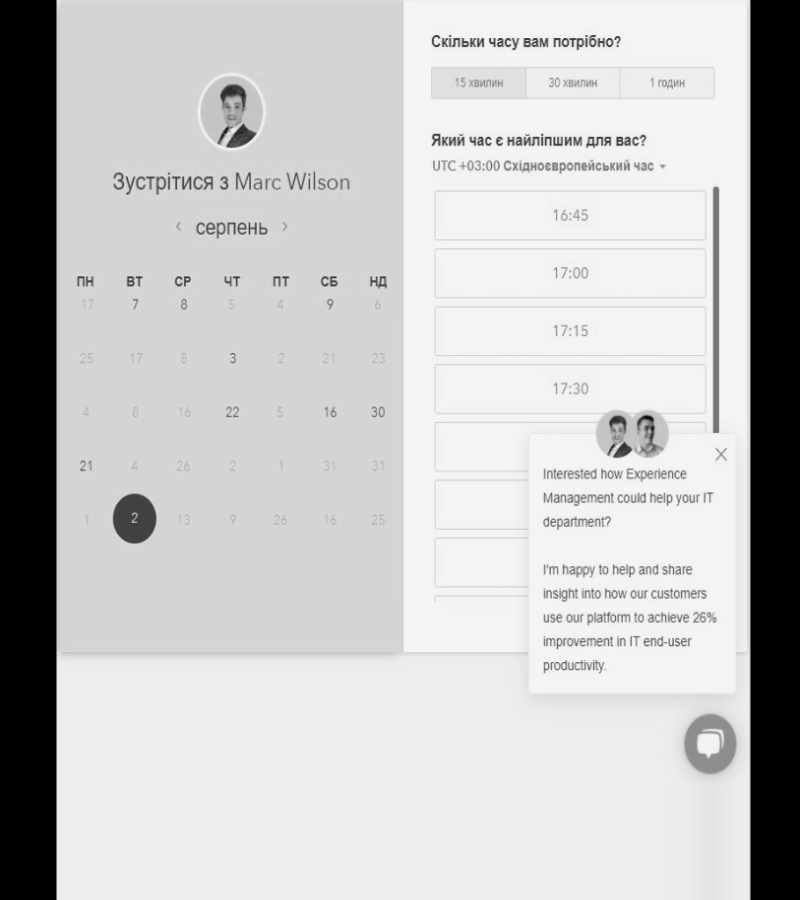 Зустрітися з Marc Wilson
серпень
ПН ВТ СР ЧТ ПТ СБ НД
17 7 8 5 4 9 6
25 17 8 3 2 21 23
4 8 16 22 5 16 30
21 4 26 2 1 31 31
1 2 13 9 26 16 25
Скільки часу вам потрібно?
15 хвилин 30 хвилин 1 годин
Який час є найліпшим для вас?
UTC +03:00 Східноєвропейський час
16:45
17:00
17:15
17:30
Interested how Experience
Management could help your IT
department?
I'm happy to help and share
insight into how our customers
use our platform to achieve 26%
improvement in IT end-user
productivity.